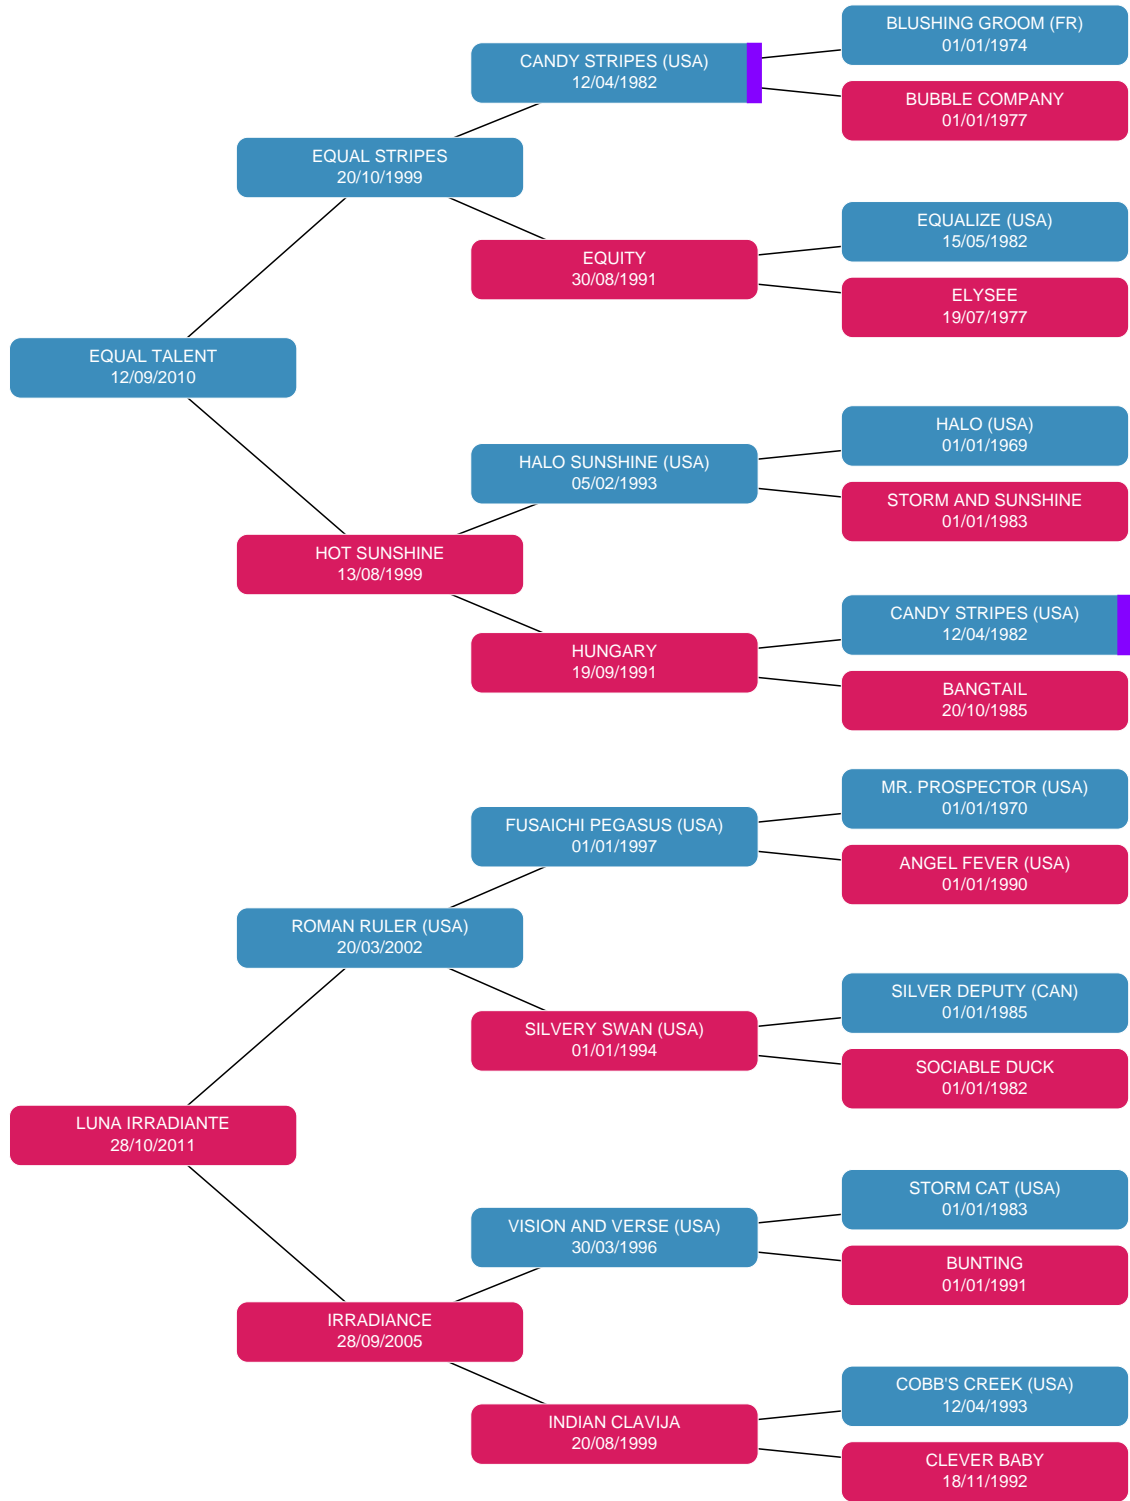 BLUSHING GROOM (FR)
01/01/1974
CANDY STRIPES (USA)
12/04/1982
BUBBLE COMPANY
01/01/1977
EQUAL STRIPES
20/10/1999
EQUALIZE (USA)
15/05/1982
EQUITY
30/08/1991
ELYSEE
19/07/1977
EQUAL TALENT
12/09/2010
HALO (USA)
01/01/1969
HALO SUNSHINE (USA)
05/02/1993
STORM AND SUNSHINE
01/01/1983
HOT SUNSHINE
13/08/1999
CANDY STRIPES (USA)
12/04/1982
HUNGARY
19/09/1991
BANGTAIL
20/10/1985
MR. PROSPECTOR (USA)
01/01/1970
FUSAICHI PEGASUS (USA)
01/01/1997
ANGEL FEVER (USA)
01/01/1990
ROMAN RULER (USA)
20/03/2002
SILVER DEPUTY (CAN)
01/01/1985
SILVERY SWAN (USA)
01/01/1994
SOCIABLE DUCK
01/01/1982
LUNA IRRADIANTE
28/10/2011
STORM CAT (USA)
01/01/1983
VISION AND VERSE (USA)
30/03/1996
BUNTING
01/01/1991
IRRADIANCE
28/09/2005
COBB'S CREEK (USA)
12/04/1993
INDIAN CLAVIJA
20/08/1999
CLEVER BABY
18/11/1992